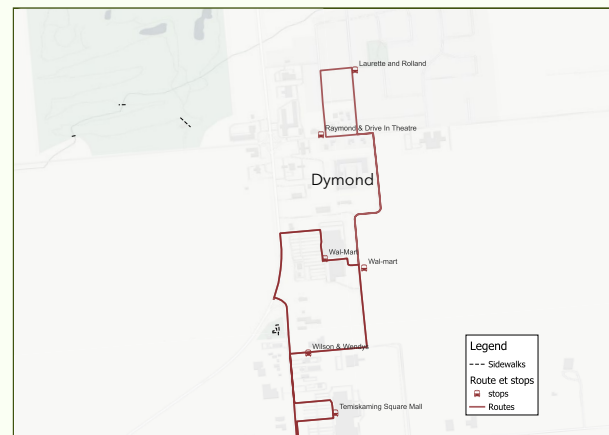 Laurette and Rolland
Raymond & Drive In Theatre
Dymond
Wal-Mart
Wal-mart
Wilson & Wendys
Temiskaming Square Mall
Legend
Sidewalks
Route et stops
stops
Routes